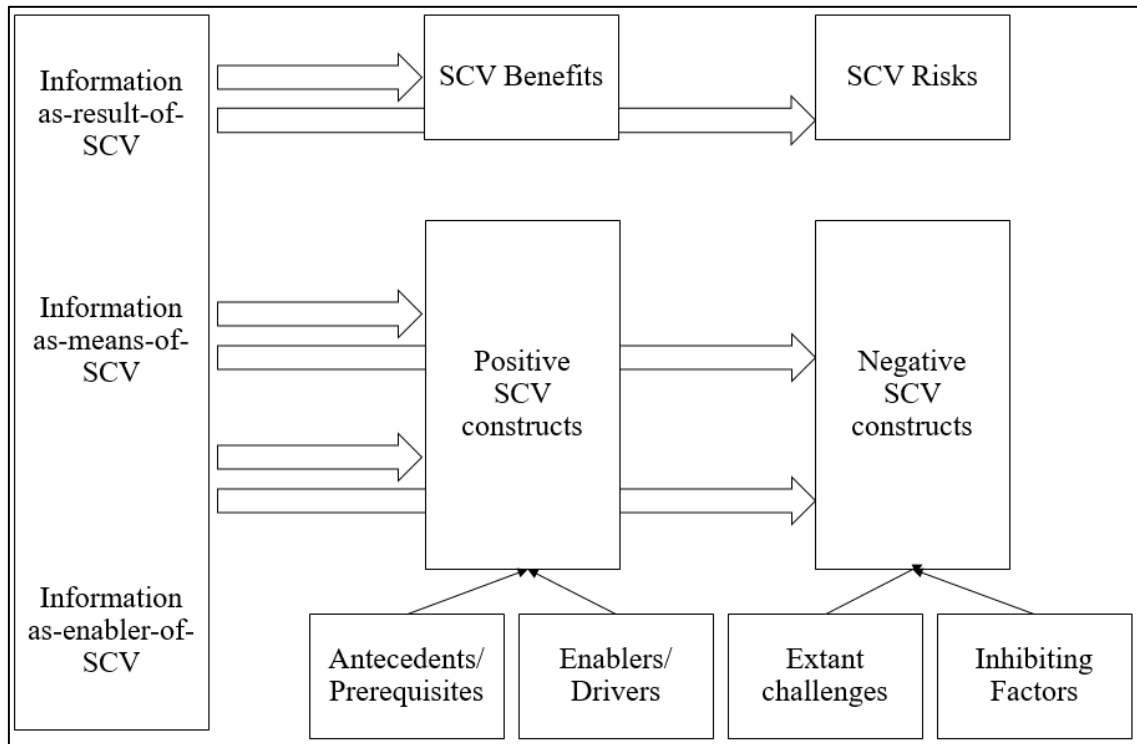 Information
as-result-of-
SCV
SCV Benefits
SCV Risks
Information
as-means-of-
SCV
Positive
SCV
constructs
Negative
SCV
constructs
Information
as-enabler-of-
SCV
Antecedents/
Prerequisites
Enablers/
Drivers
Extant
challenges
Inhibiting
Factors